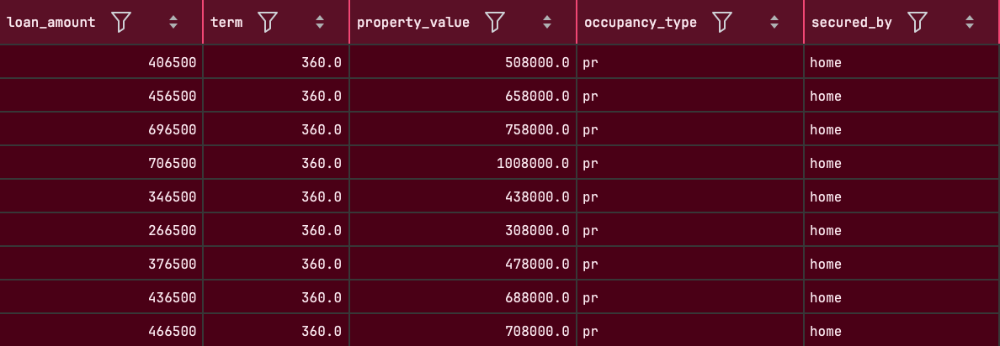 loan_amount term property_value occupancy_type secured_by
406500 360.0 508000.0 pr home
456500 360.0 658000.0 pr home
696500 360.0 758000.0 pr home
706500 360.0 1008000.0 pr home
346500 360.0 438000.0 pr home
266500 360.0 308000.0 pr home
376500 360.0 478000.0 pr home
436500 360.0 688000.0 pr home
466500 360.0 708000.0 pr home